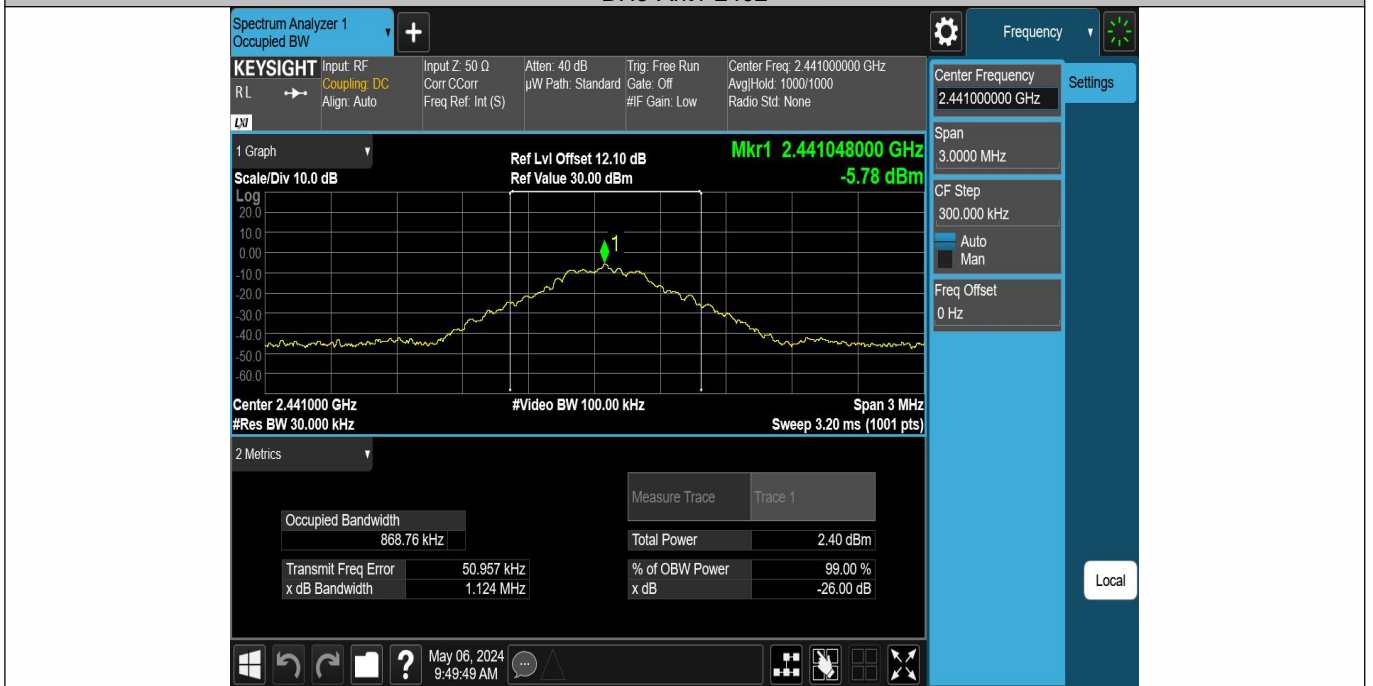 Spectrum Analyzer 1
Occupied BW
Frequency
KEYSIGHT
R L
LXI
Input: RF
Coupling: DC
Align: Auto
Input Z: 50 Ω
Corr CCorr
Freq Ref: Int (S)
Atten: 40 dB
µW Path: Standard
Trig: Free Run
Gate: Off
#IF Gain: Low
Center Freq: 2.441000000 GHz
Avg|Hold: 1000/1000
Radio Std: None
Center Frequency
2.441000000 GHz
Settings
Span
3.0000 MHz
CF Step
300.000 kHz
Auto
Man
Freq Offset
0 Hz
Local
1 Graph
Scale/Div 10.0 dB
Ref Lvl Offset 12.10 dB
Ref Value 30.00 dBm
Mkr1 2.441048000 GHz
-5.78 dBm
Log
20.0
10.0
0.00
-10.0
-20.0
-30.0
-40.0
-50.0
-60.0
1
Center 2.441000 GHz
#Res BW 30.000 kHz
#Video BW 100.00 kHz
Span 3 MHz
Sweep 3.20 ms (1001 pts)
2 Metrics
Measure Trace
Trace 1
Occupied Bandwidth
868.76 kHz
Total Power
2.40 dBm
Transmit Freq Error
50.957 kHz
% of OBW Power
99.00 %
x dB Bandwidth
1.124 MHz
x dB
-26.00 dB
?
May 06, 2024
9:49:49 AM